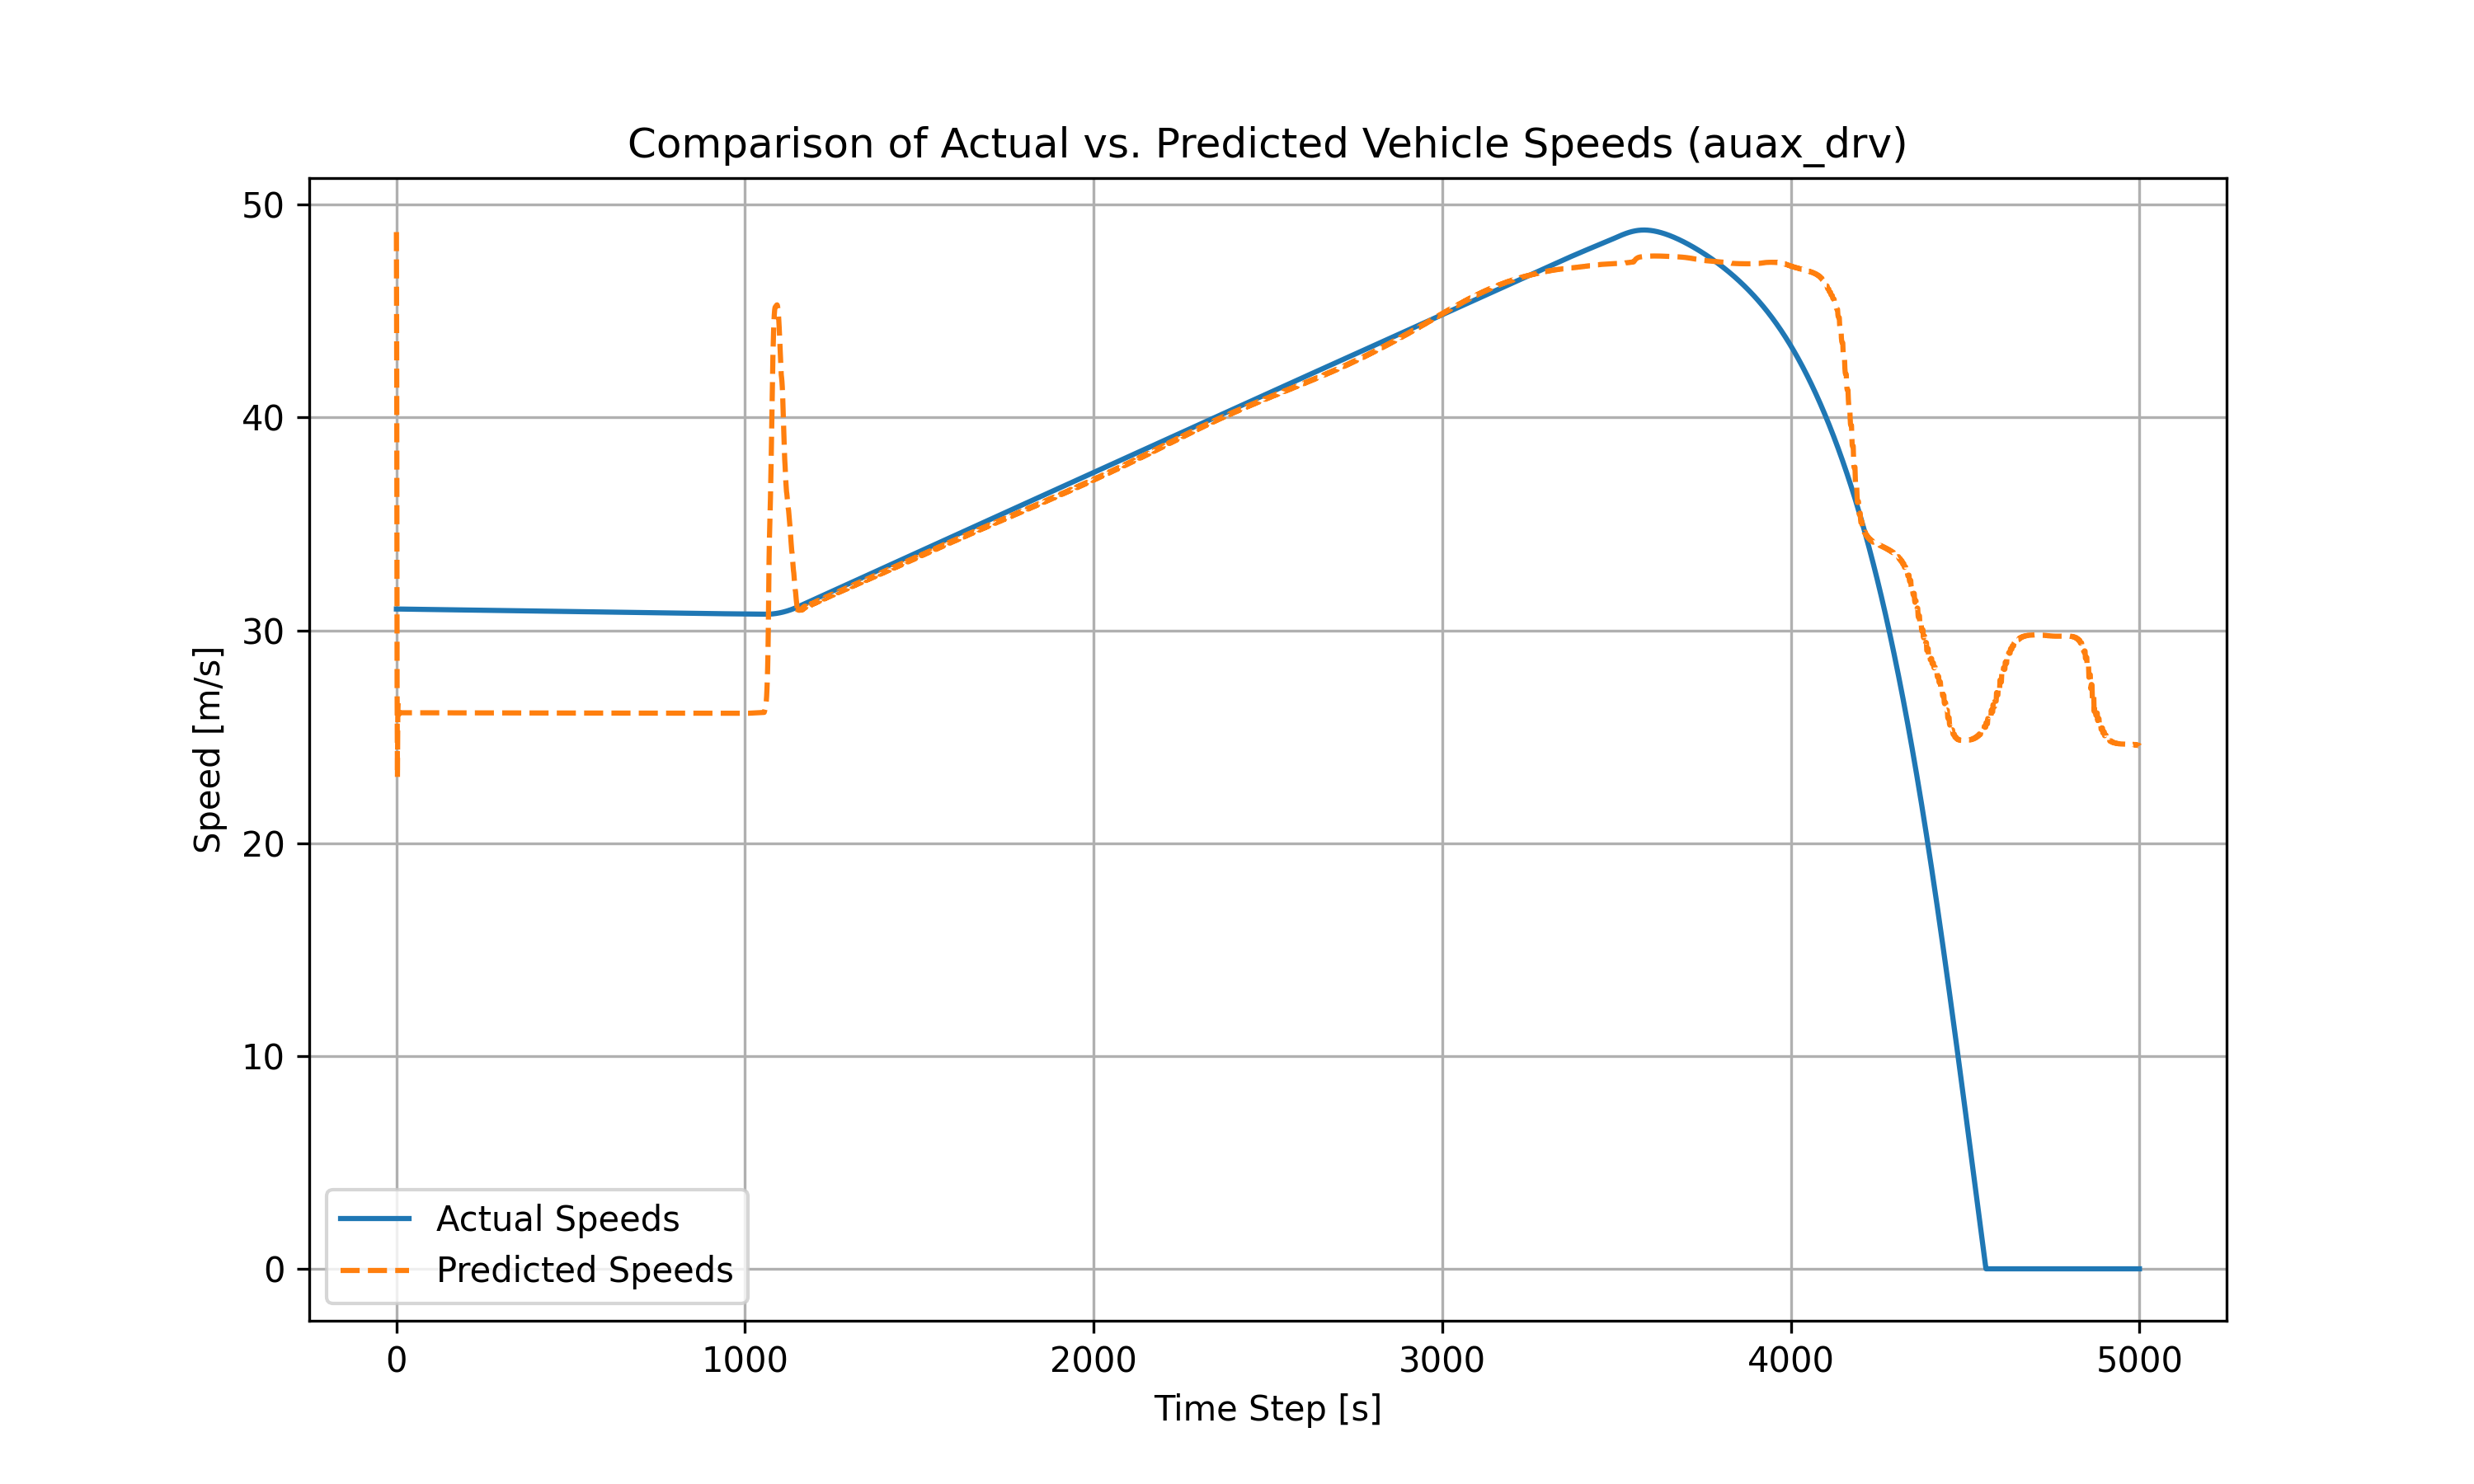 Comparison of Actual vs. Predicted Vehicle Speeds (auax_drv)
50
40
30
20
10
0
Speed [m/s]
Actual Speeds
Predicted Speeds
0 1000 2000 3000 4000 5000
Time Step [s]